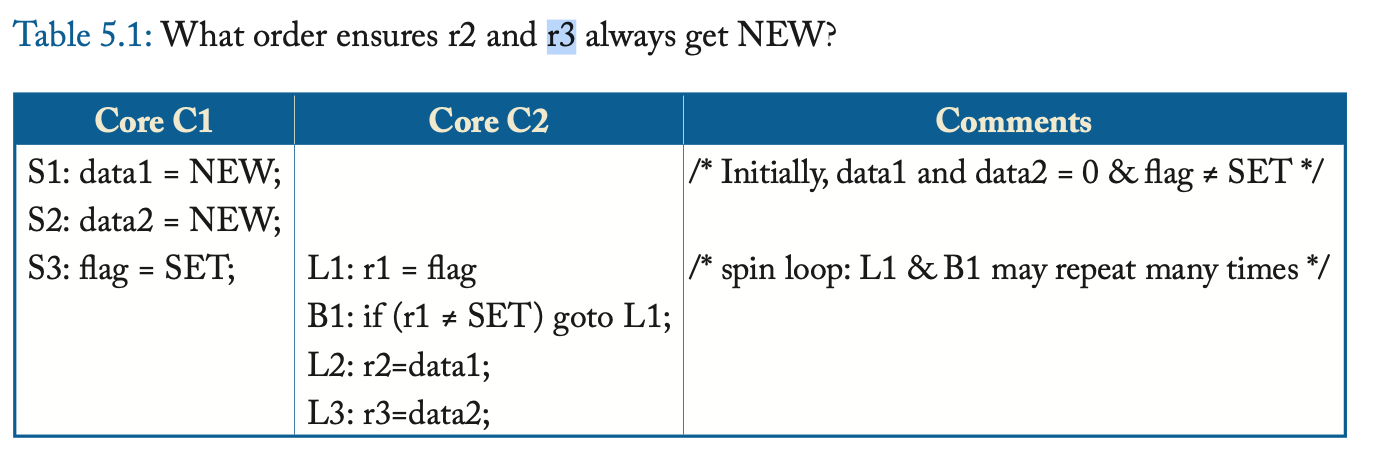 Table 5.1: What order ensures r2 and r3 always get NEW?
Core C1 Core C2 Comments
S1: data1 = NEW; /* Initially, data1 and data2 = 0 & flag ≠ SET */
S2: data2 = NEW;
S3: flag = SET; L1: r1 = flag /* spin loop: L1 & B1 may repeat many times */
B1: if (r1 ≠ SET) goto L1;
L2: r2=data1;
L3: r3=data2;